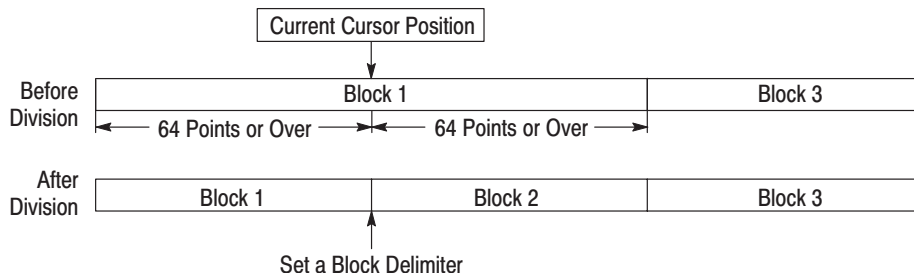 Current Cursor Position
Before
Division
Block 1
Block 3
64 Points or Over
64 Points or Over
After
Division
Block 1
Block 2
Block 3
Set a Block Delimiter